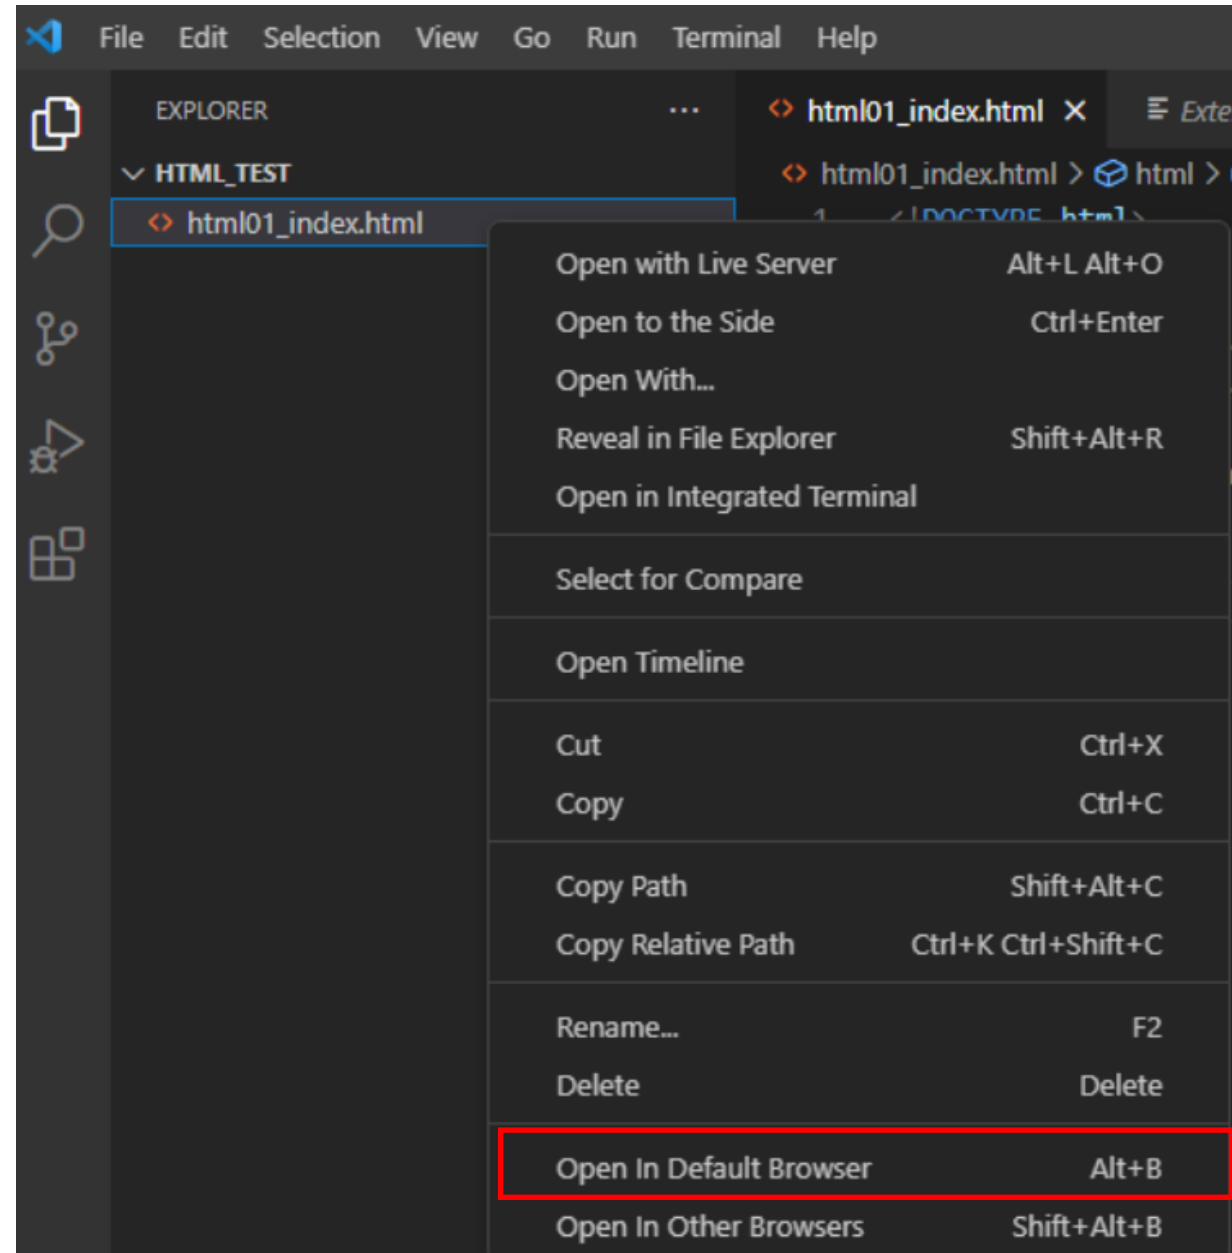 File Edit Selection View Go Run Terminal Help
EXPLORER ...
HTML_TEST
html01_index.html
html01_index.html
html01_index.html > html >
1 <!DOCTYPE html>
Open with Live Server Alt+L Alt+O
Open to the Side Ctrl+Enter
Open With...
Reveal in File Explorer Shift+Alt+R
Open in Integrated Terminal
Select for Compare
Open Timeline
Cut Ctrl+X
Copy Ctrl+C
Copy Path Shift+Alt+C
Copy Relative Path Ctrl+K Ctrl+Shift+C
Rename... F2
Delete Delete
Open In Default Browser Alt+B
Open In Other Browsers Shift+Alt+B